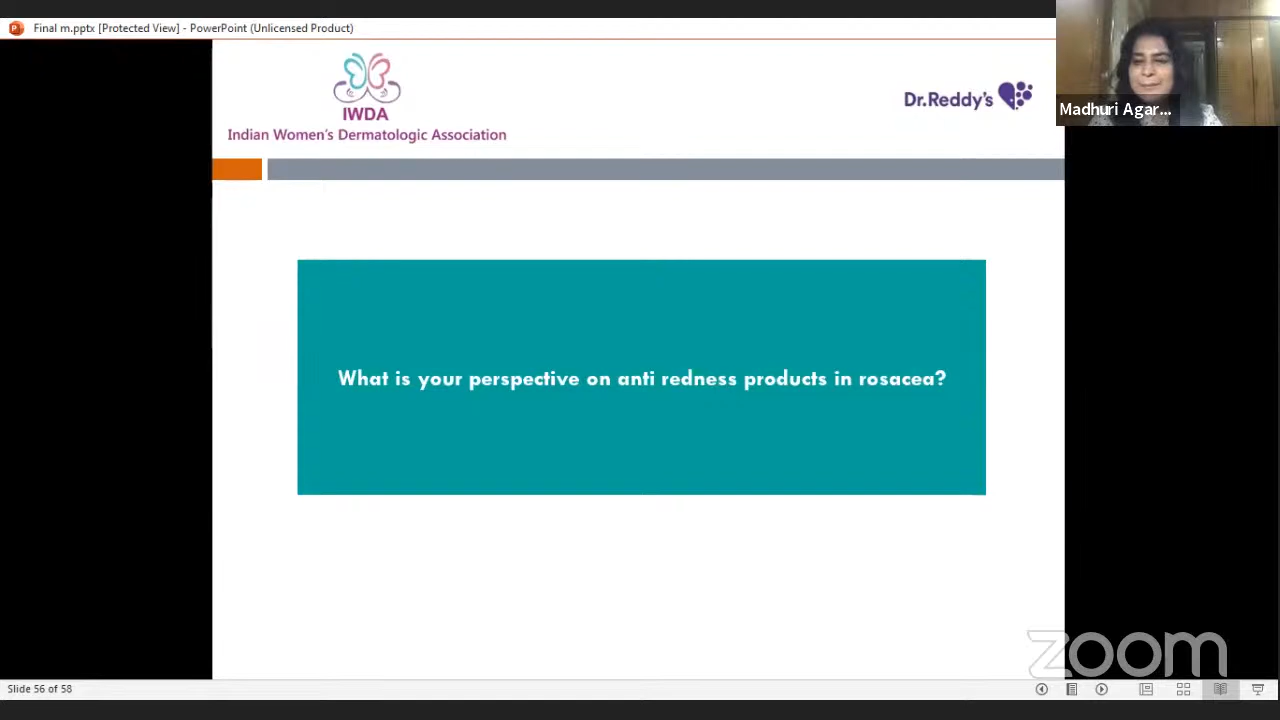 Final m.pptx [Protected View] - PowerPoint (Unlicensed Product)
IWDA
Indian Women's Dermatologic Association
Dr.Reddy's
Madhuri Agar...
What is your perspective on anti redness products in rosacea?
zoom
Slide 56 of 58